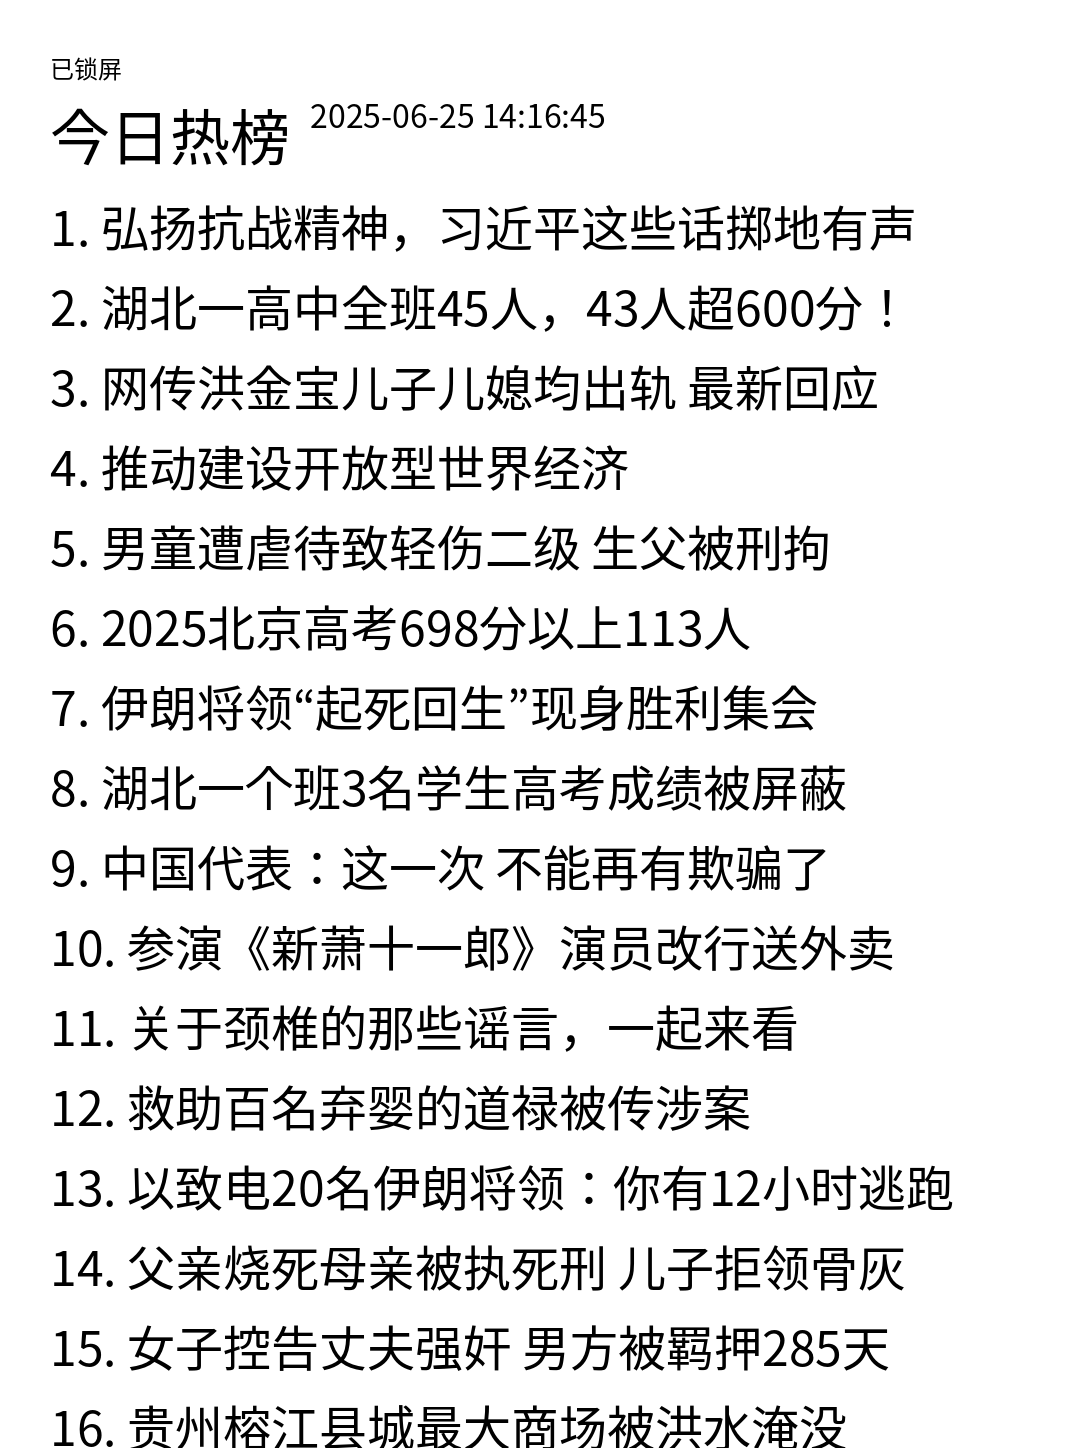 已锁屏
今日热榜 2025-06-25 14:16:45
1. 弘扬抗战精神，习近平这些话掷地有声
2. 湖北一高中全班45人，43人超600分！
3. 网传洪金宝儿子儿媳均出轨 最新回应
4. 推动建设开放型世界经济
5. 男童遭虐待致轻伤二级 生父被刑拘
6. 2025北京高考698分以上113人
7. 伊朗将领“起死回生”现身胜利集会
8. 湖北一个班3名学生高考成绩被屏蔽
9. 中国代表：这一次 不能再有欺骗了
10. 参演《新萧十一郎》演员改行送外卖
11. 关于颈椎的那些谣言，一起来看
12. 救助百名弃婴的道禄被传涉案
13. 以致电20名伊朗将领：你有12小时逃跑
14. 父亲烧死母亲被执死刑 儿子拒领骨灰
15. 女子控告丈夫强奸 男方被羁押285天
16. 贵州榕江县城最大商场被洪水淹没